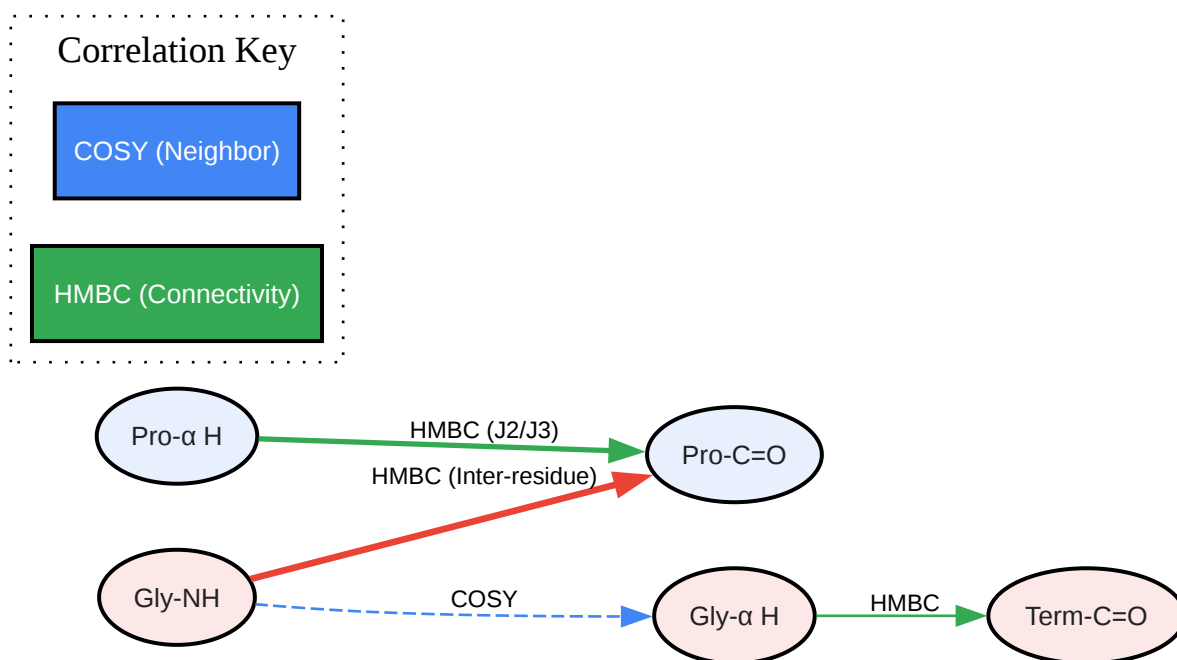 Correlation Key
COSY (Neighbor)
HMBC (Connectivity)
Pro-α H
HMBC (J2/J3)
Pro-C=O
HMBC (Inter-residue)
Gly-NH
COSY
Gly-α H
HMBC
Term-C=O